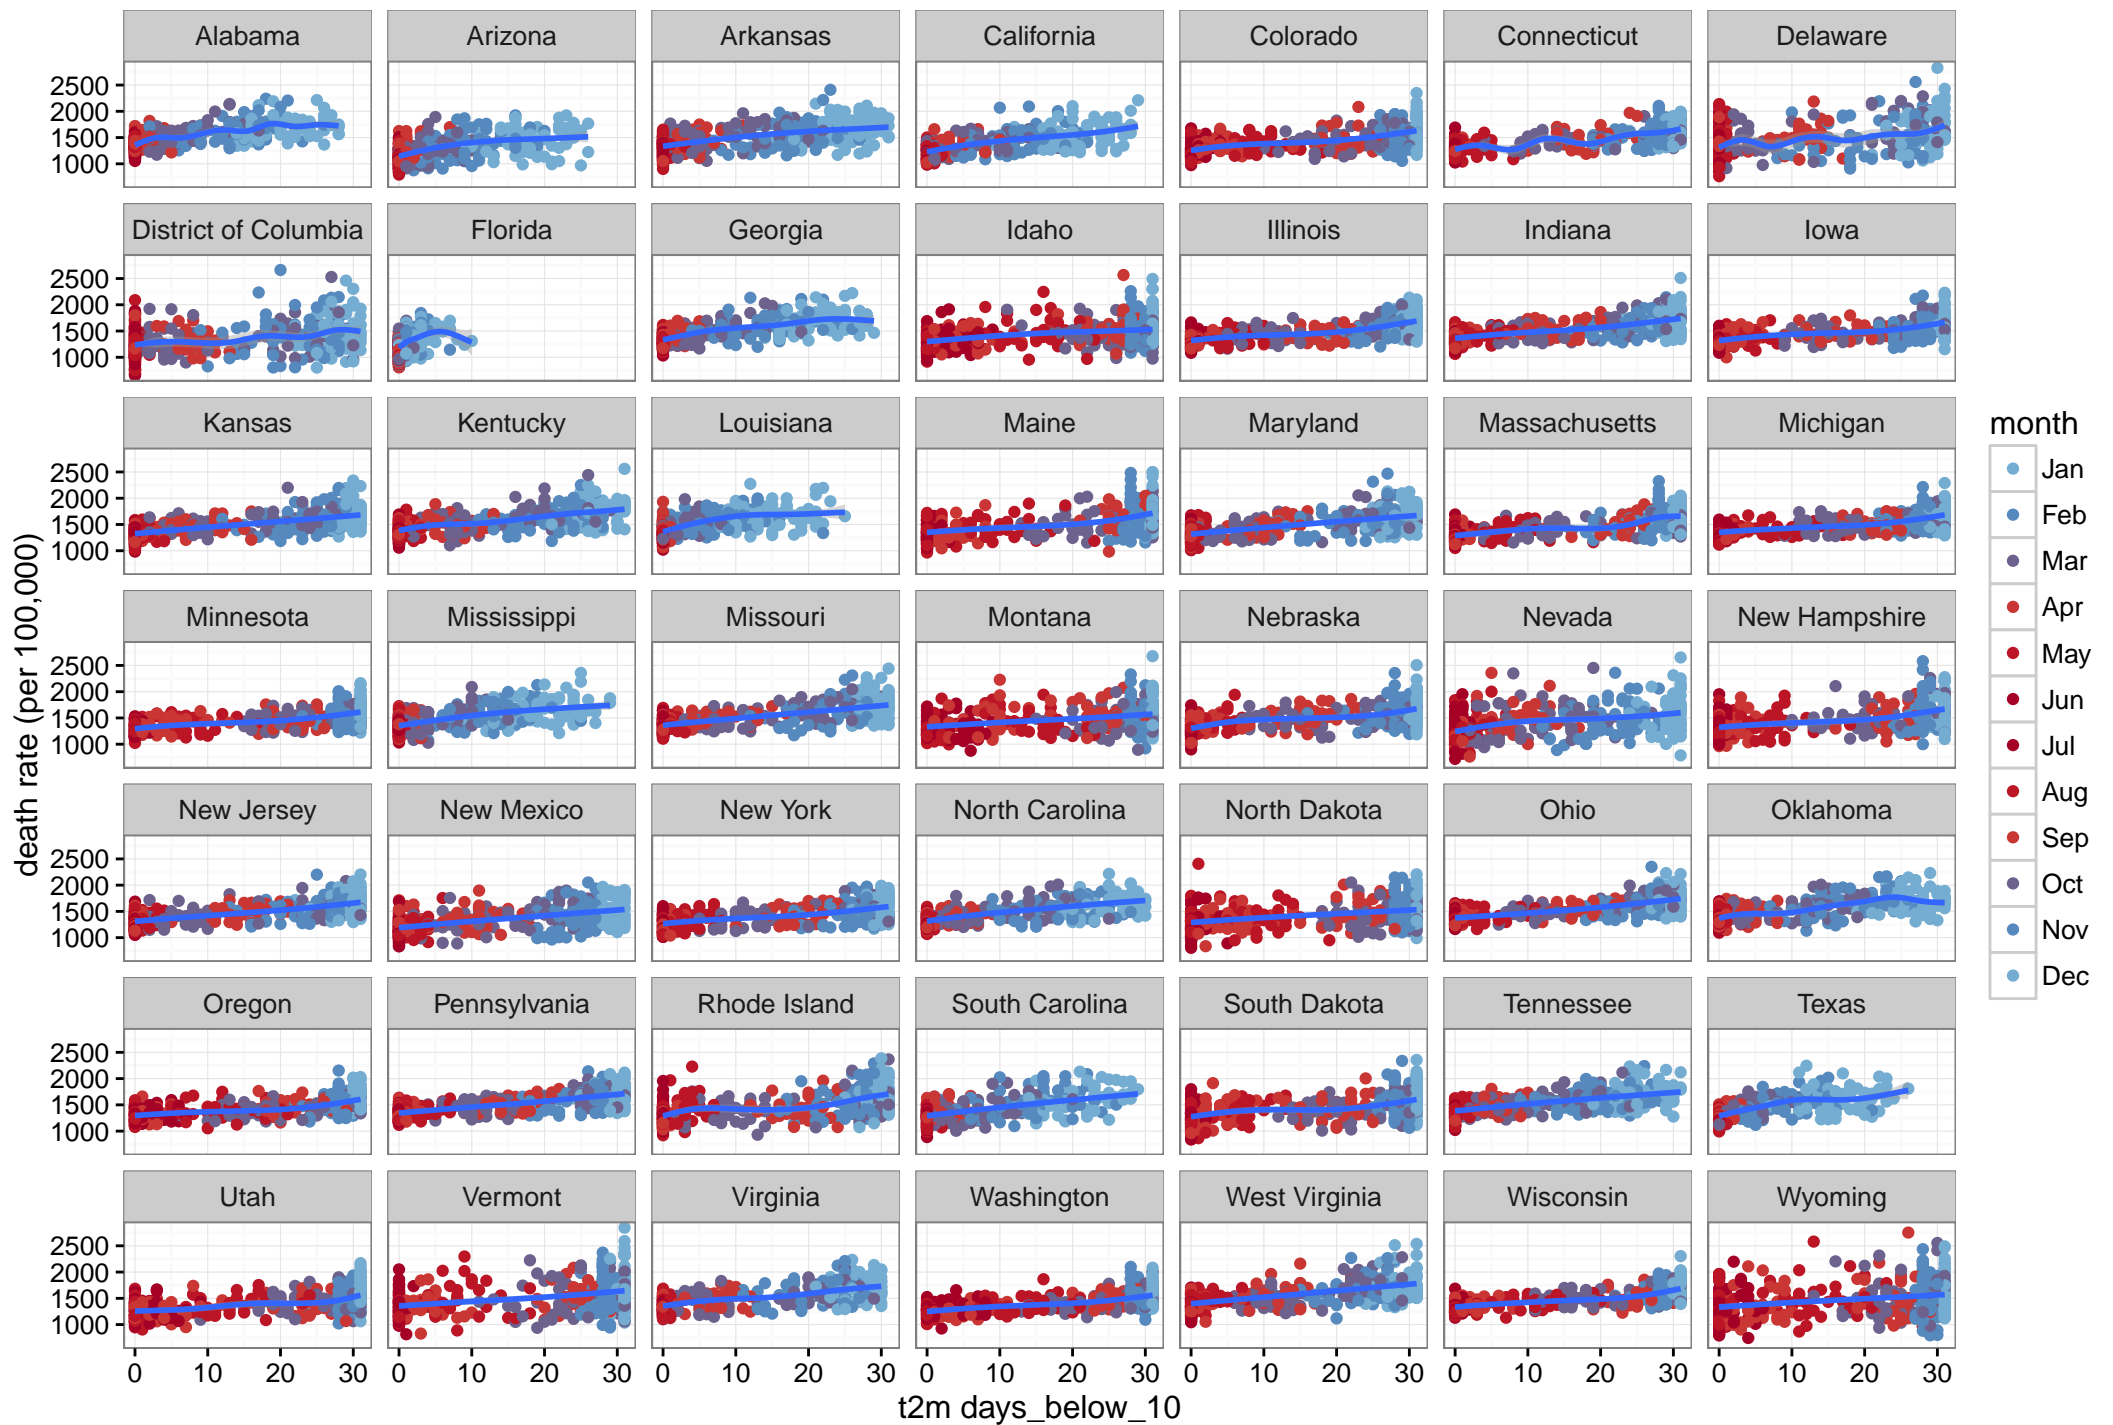 Alabama Arizona Arkansas California Colorado Connecticut Delaware
2500
2000
1500
1000
District of Columbia Florida Georgia Idaho Illinois Indiana Iowa
2500
2000
1500
1000
Kansas Kentucky Louisiana Maine Maryland Massachusetts Michigan
2500
2000
1500
1000
Minnesota Mississippi Missouri Montana Nebraska Nevada New Hampshire
2500
2000
1500
1000
New Jersey New Mexico New York North Carolina North Dakota Ohio Oklahoma
2500
2000
1500
1000
Oregon Pennsylvania Rhode Island South Carolina South Dakota Tennessee Texas
2500
2000
1500
1000
Utah Vermont Virginia Washington West Virginia Wisconsin Wyoming
2500
2000
1500
1000
0 10 20 30 0 10 20 30 0 10 20 30 0 10 20 30 0 10 20 30 0 10 20 30 0 10 20 30
t2m days_below_10
death rate (per 100,000)
month
Jan
Feb
Mar
Apr
May
Jun
Jul
Aug
Sep
Oct
Nov
Dec